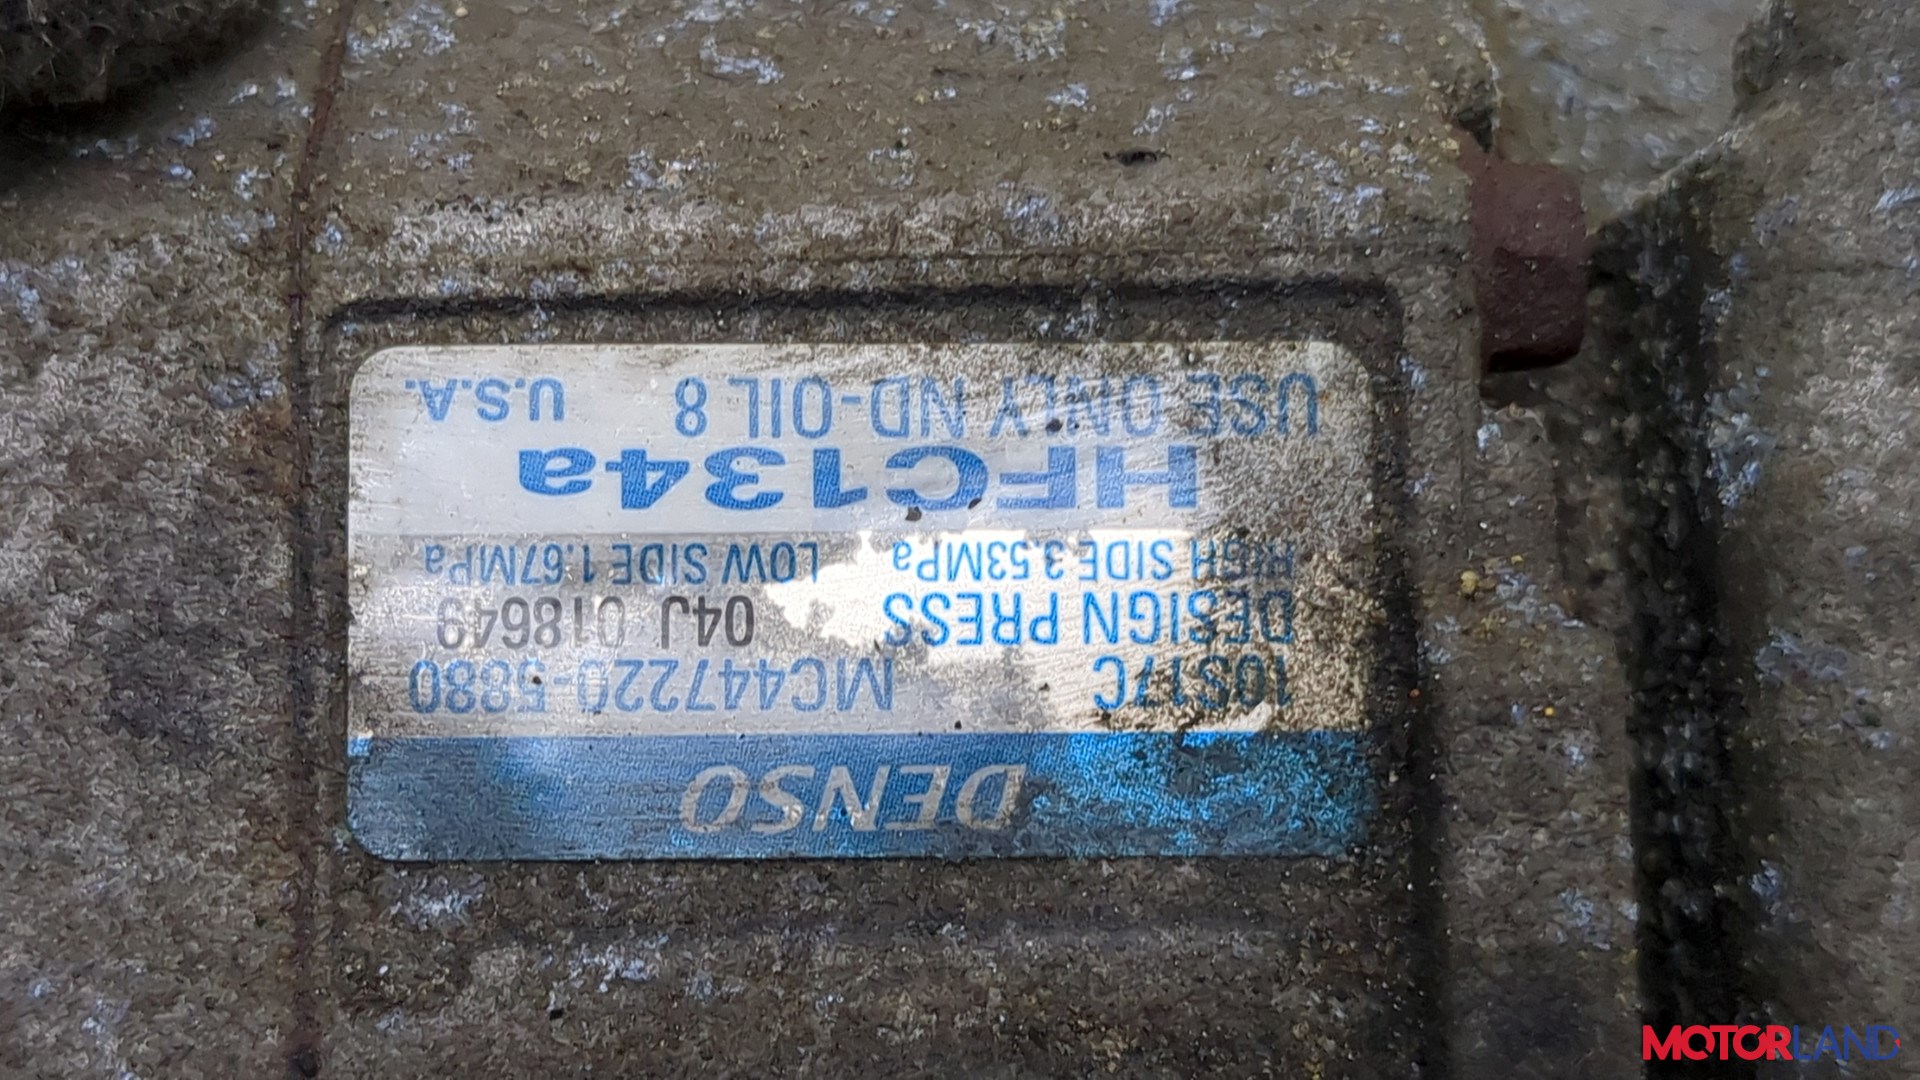 DENSO
10S17C MC447220-5880
DESIGN PRESS 04J 018649
HIGH SIDE 3.53MPa LOW SIDE 1.67MPa
HFC134a
USE ONLY ND-OIL 8 U.S.A.
MOTORLAND